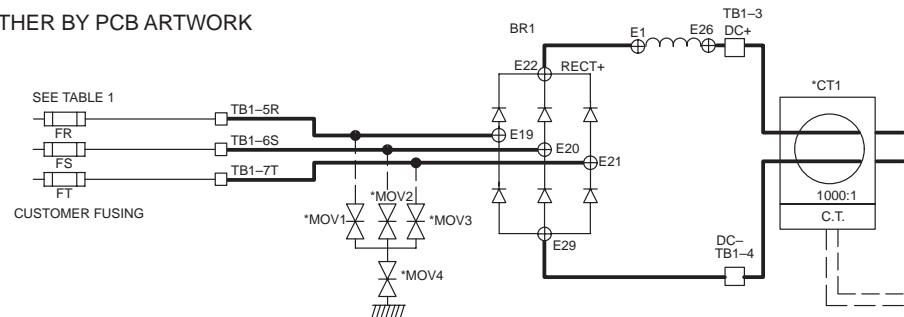 THER BY PCB ARTWORK
BR1
TB1–3
DC+
E1
E26
E22
RECT+
*CT1
SEE TABLE 1
TB1–5R
FR
E19
TB1–6S
FS
E20
TB1–7T
FT
E21
CUSTOMER FUSING
*MOV1
*MOV2
*MOV3
1000:1
C.T.
E29
DC–
TB1–4
*MOV4